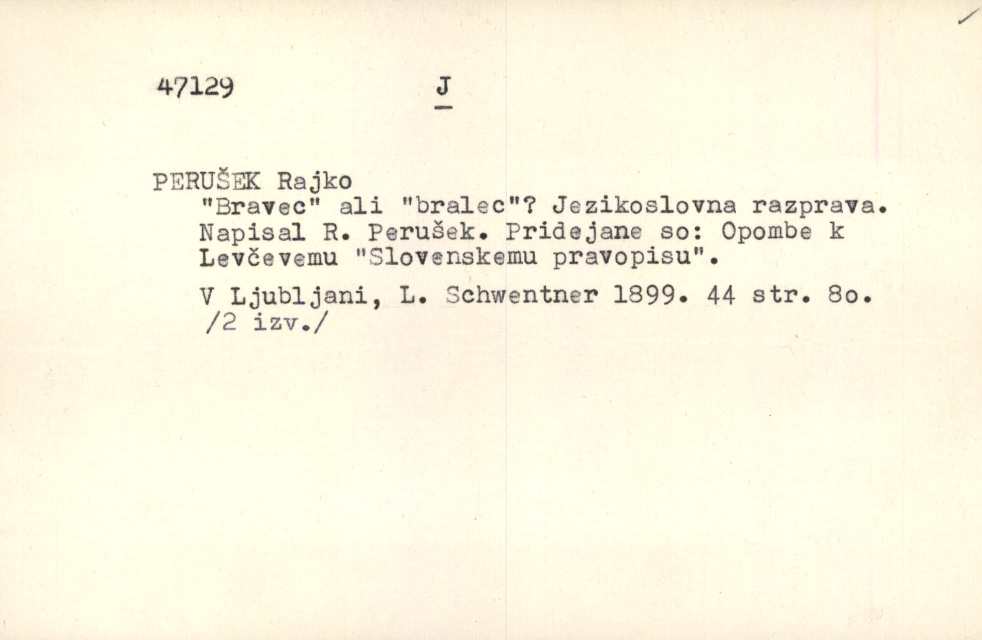 47129 J
PERUŠEK Rajko
"Bravec" ali "bralec"? Jezikoslovna razprava.
Napisal R. Perušek. Pridejane so: Opombe k
Levčevemu "Slovenskemu pravopisu".
V Ljubljani, L. Schwentner 1899. 44 str. 8o.
/2 izv./